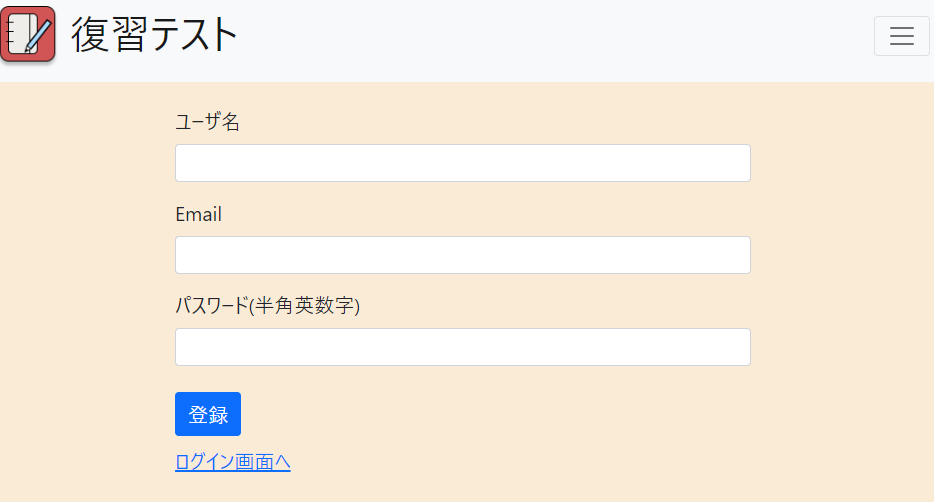 復習テスト
ユーザ名
Email
パスワード(半角英数字)
登録
ログイン画面へ